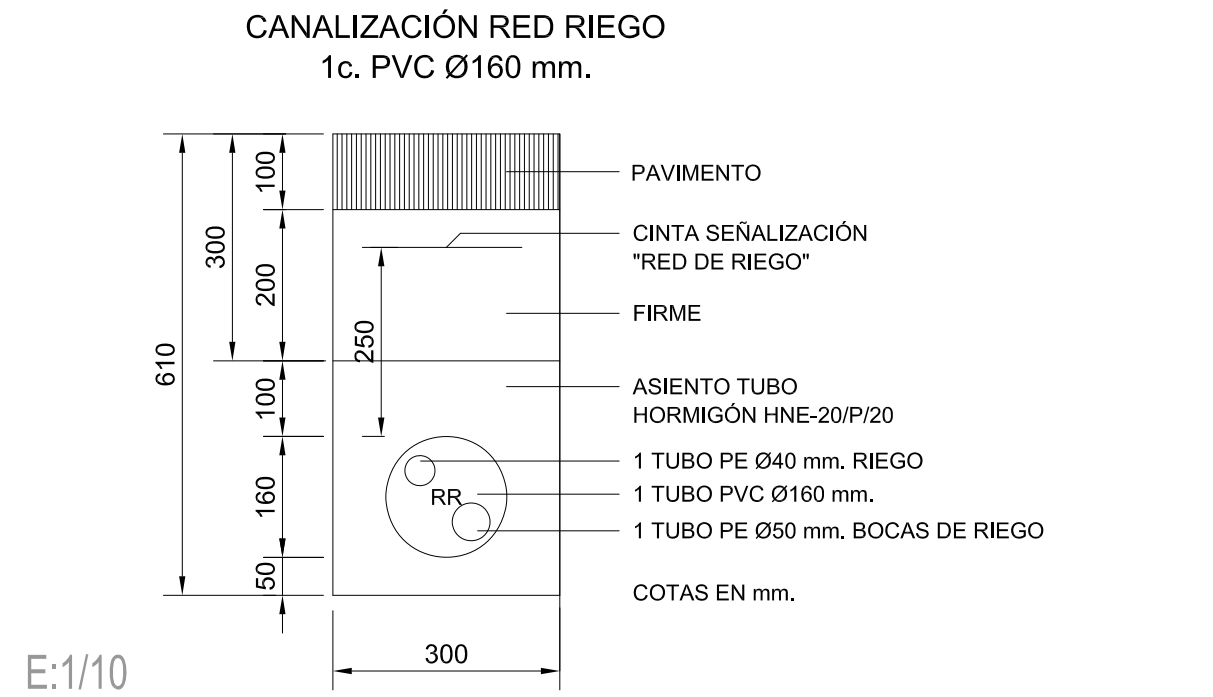 CANALIZACIÓN RED RIEGO
1c. PVC Ø160 mm.
100
PAVIMENTO
300
200
CINTA SEÑALIZACIÓN
"RED DE RIEGO"
FIRME
610
250
100
ASIENTO TUBO
HORMIGÓN HNE-20/P/20
160
RR
1 TUBO PE Ø40 mm. RIEGO
1 TUBO PVC Ø160 mm.
1 TUBO PE Ø50 mm. BOCAS DE RIEGO
50
COTAS EN mm.
300
E:1/10